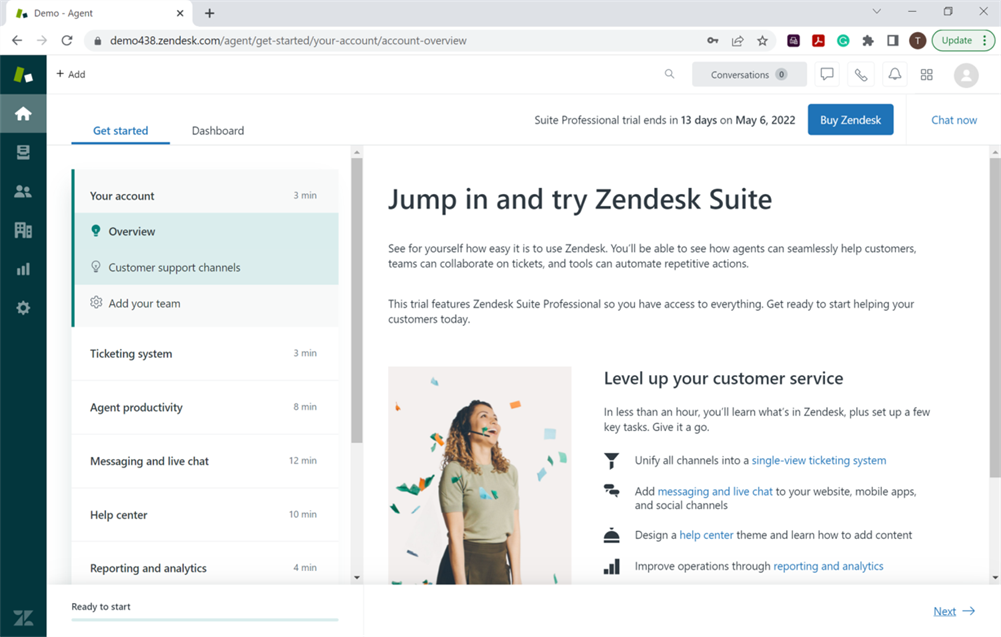 Demo - Agent
demo438.zendesk.com/agent/get-started/your-account/account-overview
T
Update
+ Add
Conversations 0
Get started
Dashboard
Suite Professional trial ends in 13 days on May 6, 2022
Buy Zendesk
Chat now
Your account
3 min
Overview
Customer support channels
Add your team
Ticketing system
3 min
Agent productivity
8 min
Messaging and live chat
12 min
Help center
10 min
Reporting and analytics
4 min
Ready to start
Jump in and try Zendesk Suite
See for yourself how easy it is to use Zendesk. You'll be able to see how agents can seamlessly help customers,
teams can collaborate on tickets, and tools can automate repetitive actions.
This trial features Zendesk Suite Professional so you have access to everything. Get ready to start helping your
customers today.
Level up your customer service
In less than an hour, you'll learn what's in Zendesk, plus set up a few
key tasks. Give it a go.
Unify all channels into a single-view ticketing system
Add messaging and live chat to your website, mobile apps,
and social channels
Design a help center theme and learn how to add content
Improve operations through reporting and analytics
Next